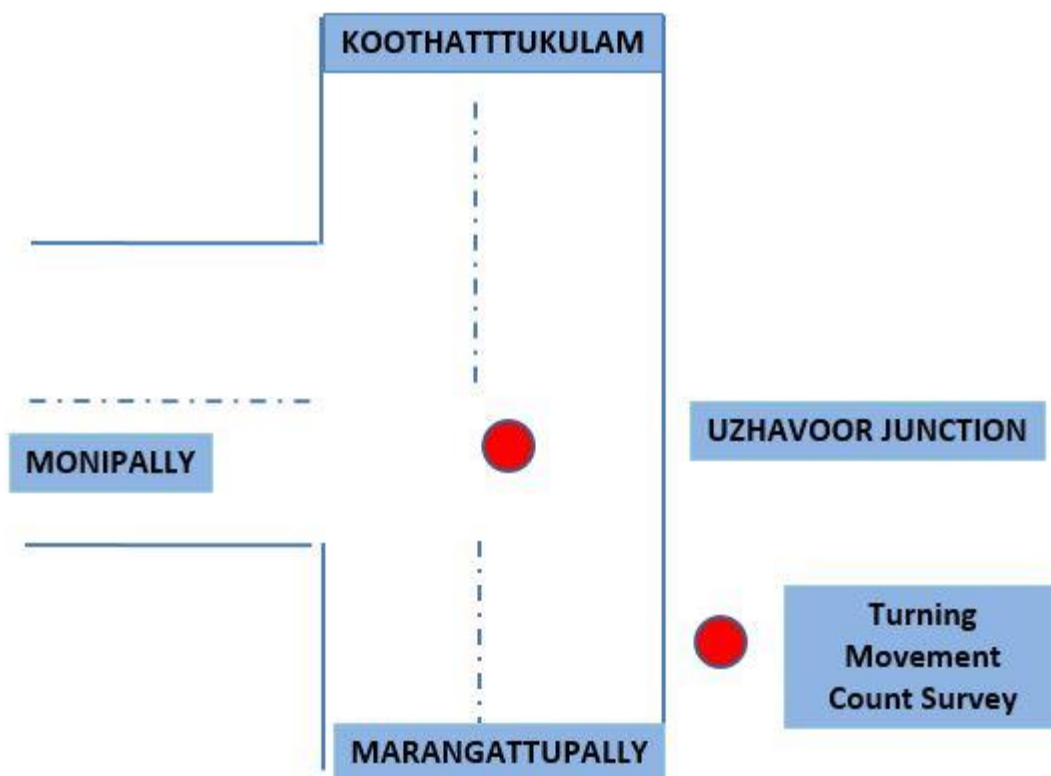 KOOTHATTTUKULAM
MONIPALLY
UZHAVOOR JUNCTION
Turning
Movement
Count Survey
MARANGATTUPALLY